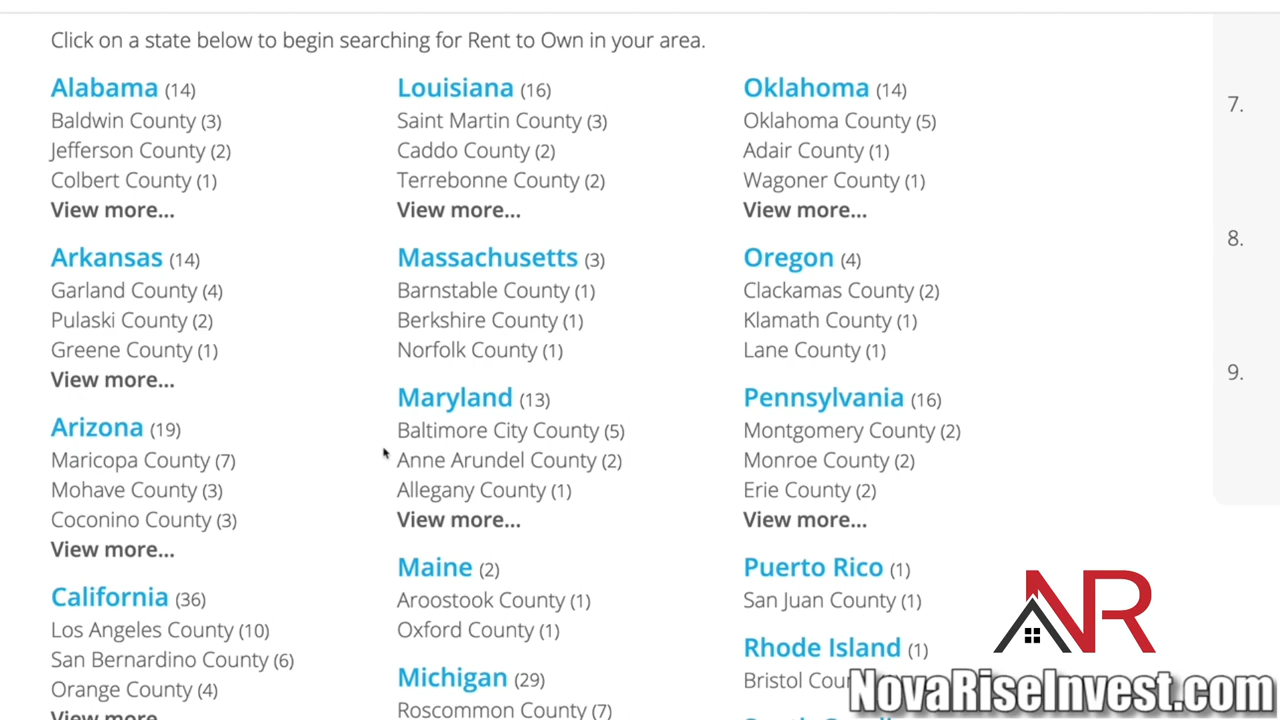 Click on a state below to begin searching for Rent to Own in your area.
Alabama (14)
Baldwin County (3)
Jefferson County (2)
Colbert County (1)
View more...
Arkansas (14)
Garland County (4)
Pulaski County (2)
Greene County (1)
View more...
Arizona (19)
Maricopa County (7)
Mohave County (3)
Coconino County (3)
View more...
California (36)
Los Angeles County (10)
San Bernardino County (6)
Orange County (4)
View more
Louisiana (16)
Saint Martin County (3)
Caddo County (2)
Terrebonne County (2)
View more...
Massachusetts (3)
Barnstable County (1)
Berkshire County (1)
Norfolk County (1)
Maryland (13)
Baltimore City County (5)
Anne Arundel County (2)
Allegany County (1)
View more...
Maine (2)
Aroostook County (1)
Oxford County (1)
Michigan (29)
Roscommon County (7)
Oklahoma (14)
Oklahoma County (5)
Adair County (1)
Wagoner County (1)
View more...
Oregon (4)
Clackamas County (2)
Klamath County (1)
Lane County (1)
Pennsylvania (16)
Montgomery County (2)
Monroe County (2)
Erie County (2)
View more...
Puerto Rico (1)
San Juan County (1)
Rhode Island (1)
Bristol
7.
8.
9.
NR
NovaRiseInvest.com